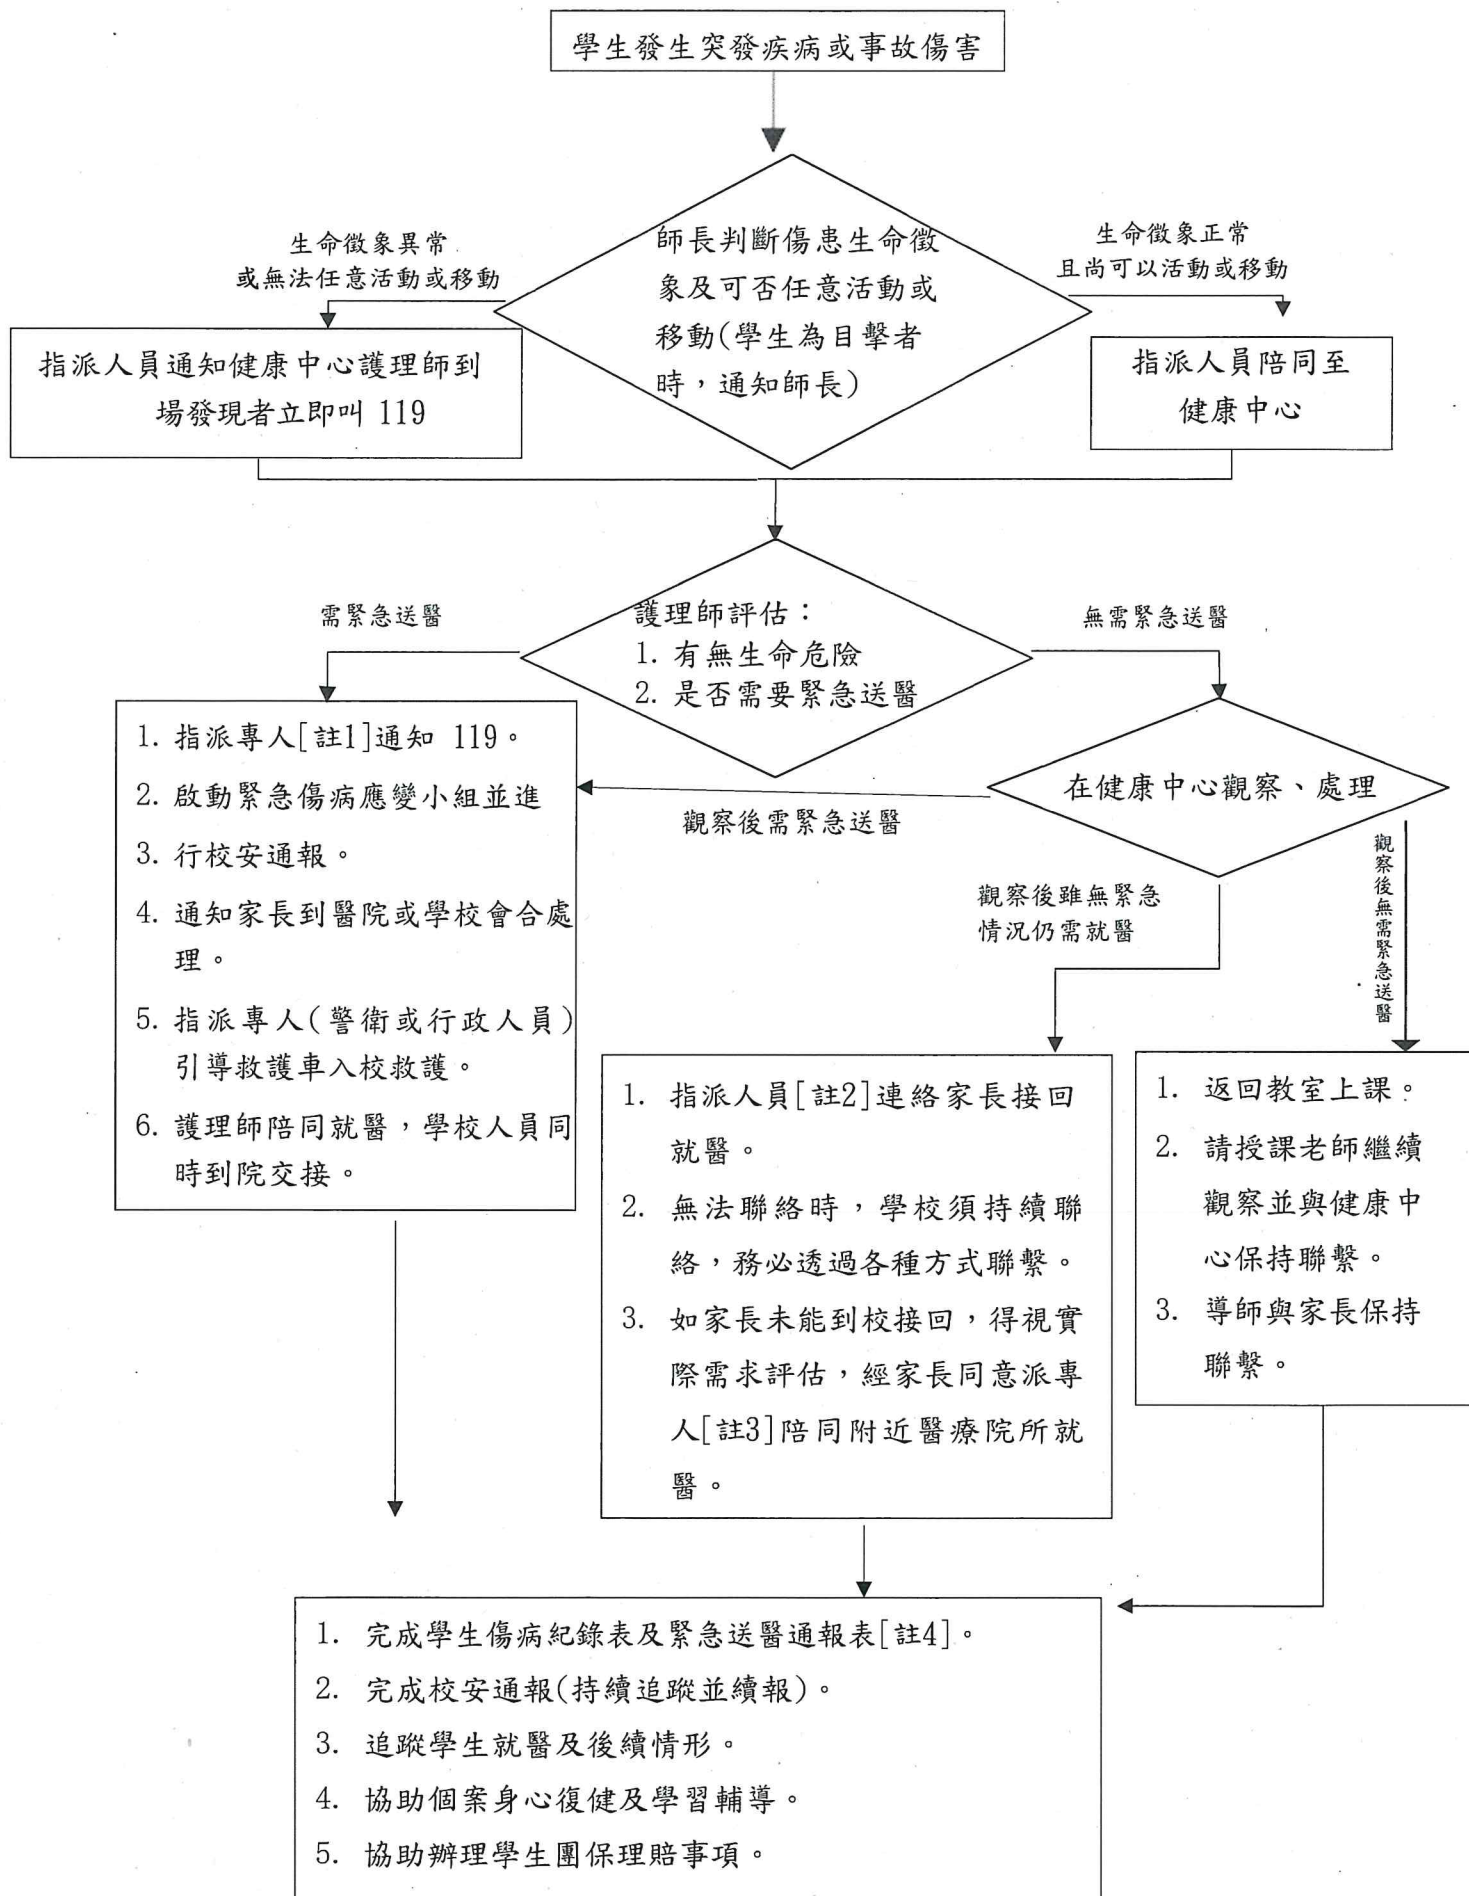 學生發生突發疾病或事故傷害
生命徵象異常
或無法任意活動或移動
師長判斷傷患生命徵
象及可否任意活動或
移動(學生為目擊者
時，通知師長)
生命徵象正常
且尚可以活動或移動
指派人員通知健康中心護理師到
場發現者立即叫 119
指派人員陪同至
健康中心
需緊急送醫
護理師評估：
1. 有無生命危險
2. 是否需要緊急送醫
無需緊急送醫
1. 指派專人[註1]通知 119。
2. 啟動緊急傷病應變小組並進
3. 行校安通報。
4. 通知家長到醫院或學校會合處
理。
5. 指派專人(警衛或行政人員)
引導救護車入校救護。
6. 護理師陪同就醫，學校人員同
時到院交接。
在健康中心觀察、處理
觀察後需緊急送醫
觀察後雖無緊急
情況仍需就醫
觀察後無需緊急送醫
1. 指派人員[註2]連絡家長接回
就醫。
2. 無法聯絡時，學校須持續聯
絡，務必透過各種方式聯繫。
3. 如家長未能到校接回，得視實
際需求評估，經家長同意派專
人[註3]陪同附近醫療院所就
醫。
1. 返回教室上課。
2. 請授課老師繼續
觀察並與健康中
心保持聯繫。
3. 導師與家長保持
聯繫。
1. 完成學生傷病紀錄表及緊急送醫通報表[註4]。
2. 完成校安通報(持續追蹤並續報)。
3. 追蹤學生就醫及後續情形。
4. 協助個案身心復健及學習輔導。
5. 協助辦理學生團保理賠事項。